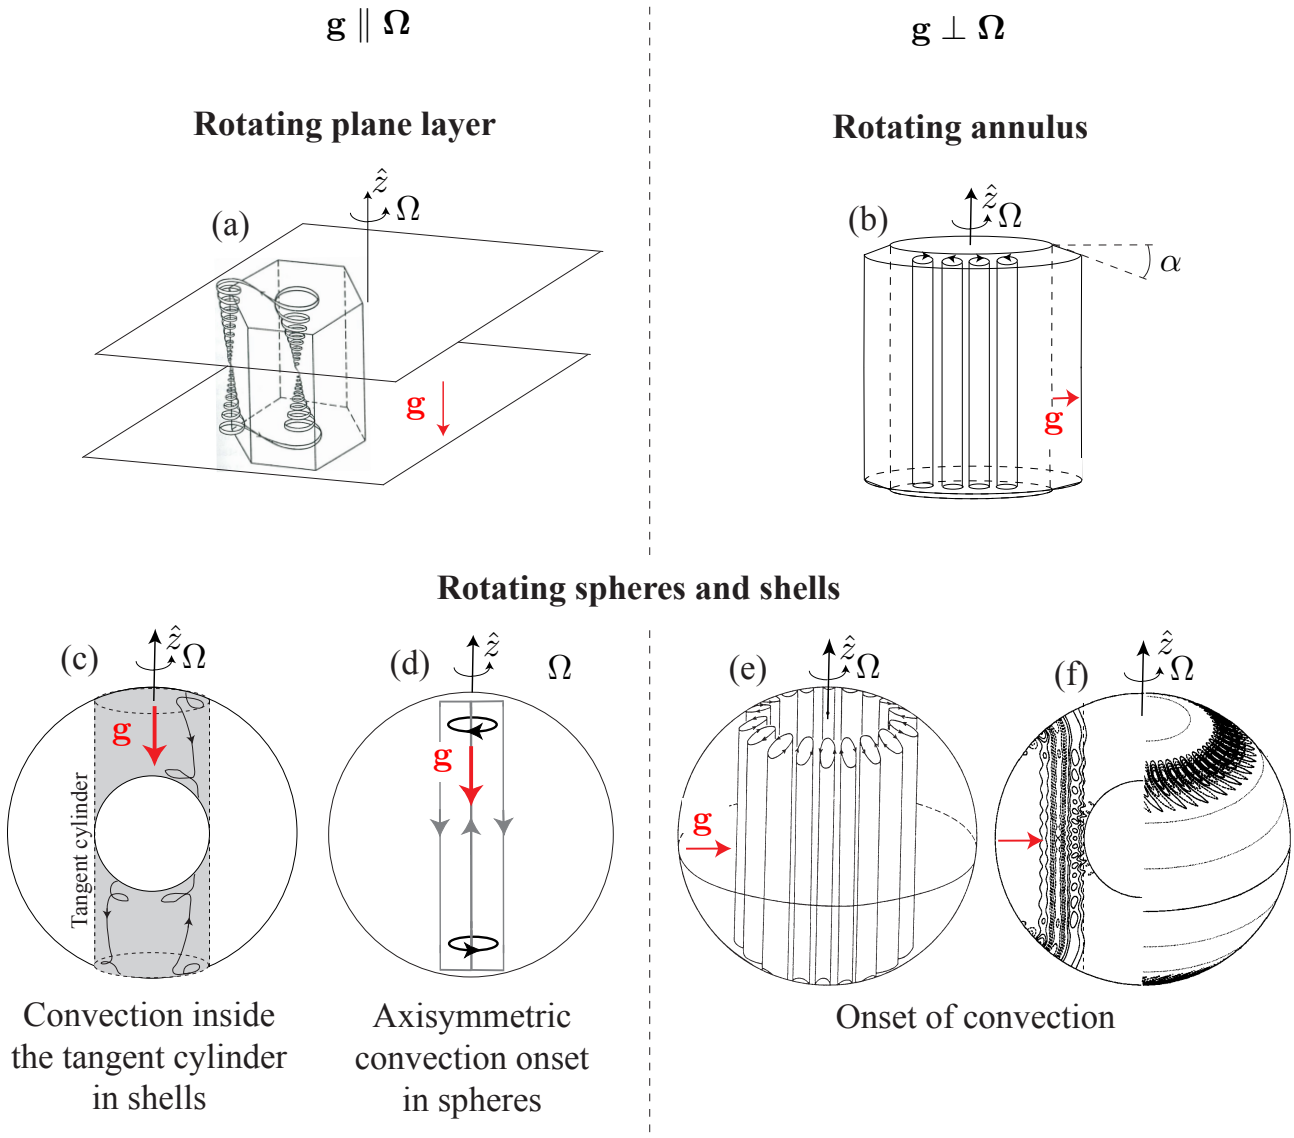 g ∥ Ω
g ⊥ Ω
Rotating plane layer
Rotating annulus
(a)
ẑ
Ω
g
(b)
ẑ
Ω
α
g
Rotating spheres and shells
(c)
ẑ
Ω
g
Tangent cylinder
(d)
ẑ
Ω
g
(e)
ẑ
Ω
g
(f)
ẑ
Ω
Convection inside
the tangent cylinder
in shells
Axisymmetric
convection onset
in spheres
Onset of convection